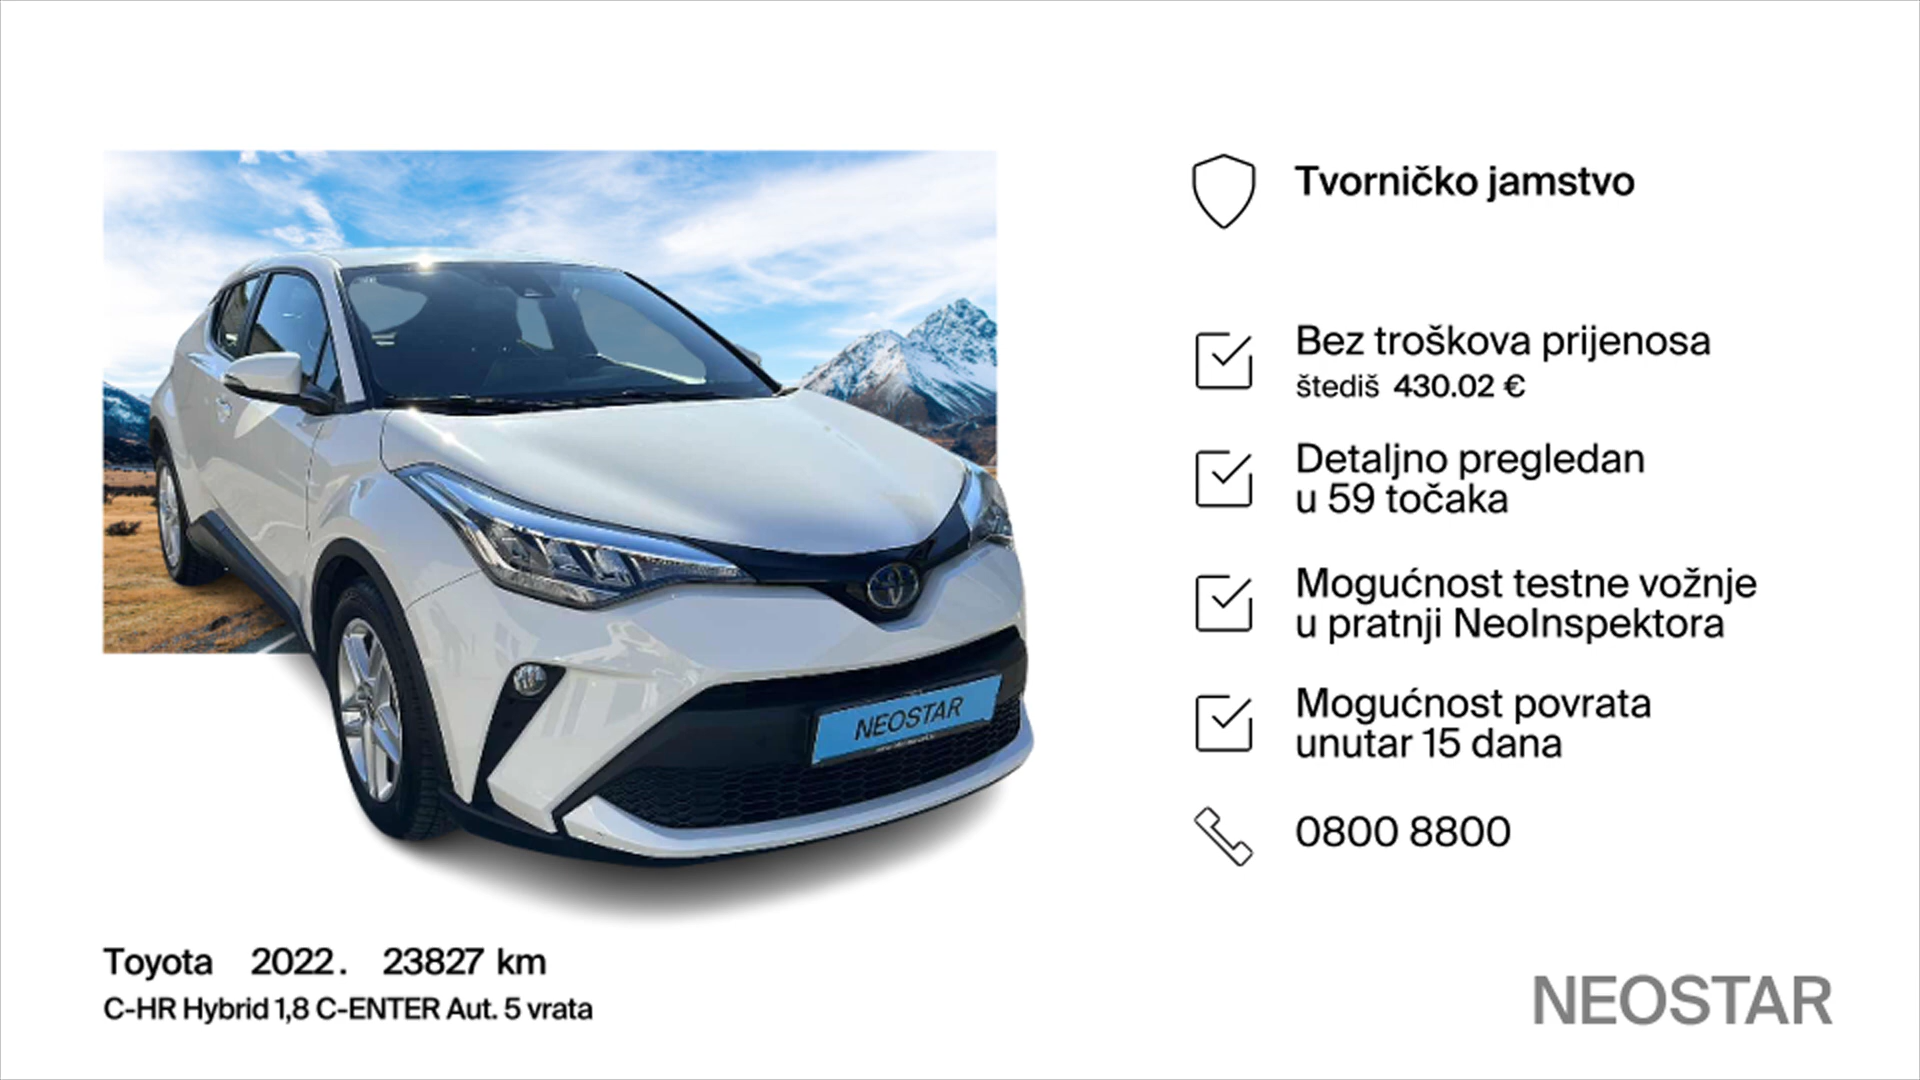 Tvorničko jamstvo
Bez troškova prijenosa
štediš 430.02 €
Detaljno pregledan
u 59 točaka
Mogućnost testne vožnje
u pratnji NeoInspektora
Mogućnost povrata
unutar 15 dana
0800 8800
NEOSTAR
Toyota 2022. 23827 km
C-HR Hybrid 1,8 C-ENTER Aut. 5 vrata
NEOSTAR